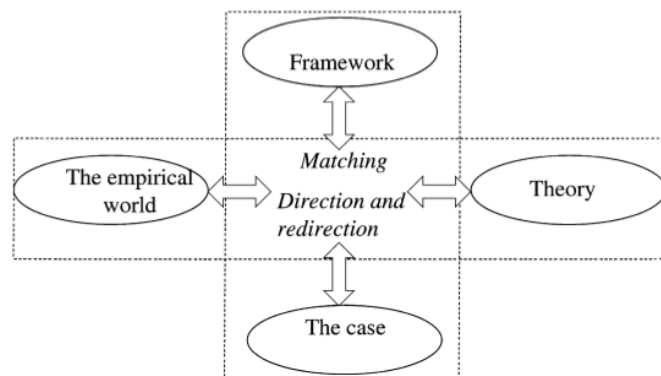 Framework
Matching
The empirical
world
Direction and
redirection
Theory
The case